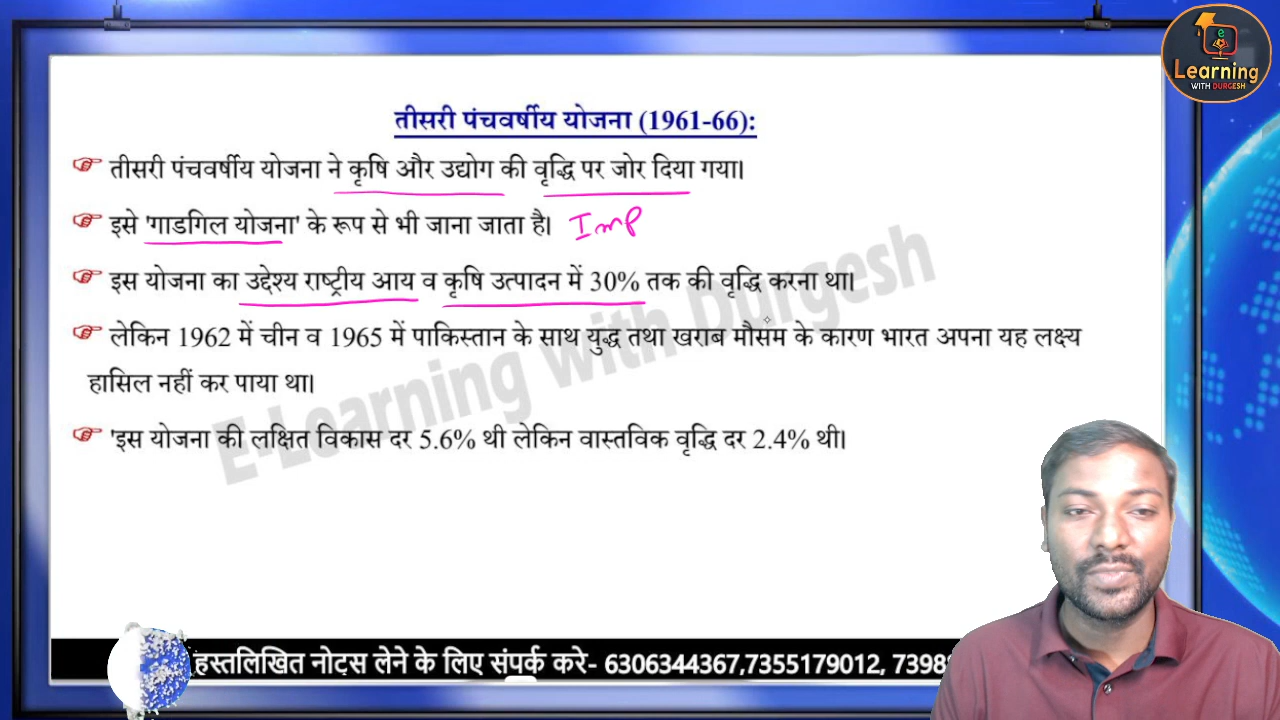 e
Learning
WITH DURGESH
तीसरी पंचवर्षीय योजना (1961-66):
तीसरी पंचवर्षीय योजना ने कृषि और उद्योग की वृद्धि पर जोर दिया गया।
इसे 'गाडगिल योजना' के रूप से भी जाना जाता है। Imp
इस योजना का उद्देश्य राष्ट्रीय आय व कृषि उत्पादन में 30% तक की वृद्धि करना था।
लेकिन 1962 में चीन व 1965 में पाकिस्तान के साथ युद्ध तथा खराब मौसम के कारण भारत अपना यह लक्ष्य
हासिल नहीं कर पाया था।
'इस योजना की लक्षित विकास दर 5.6% थी लेकिन वास्तविक वृद्धि दर 2.4% थी।
E-Learning with Durgesh
हस्तलिखित नोट्स लेने के लिए संपर्क करे- 6306344367,7355179012,